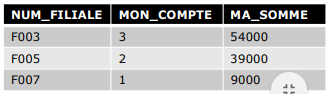 NUM_FILIALE MON_COMPTE MA_SOMME
F003 3 54000
F005 2 39000
F007 1 9000